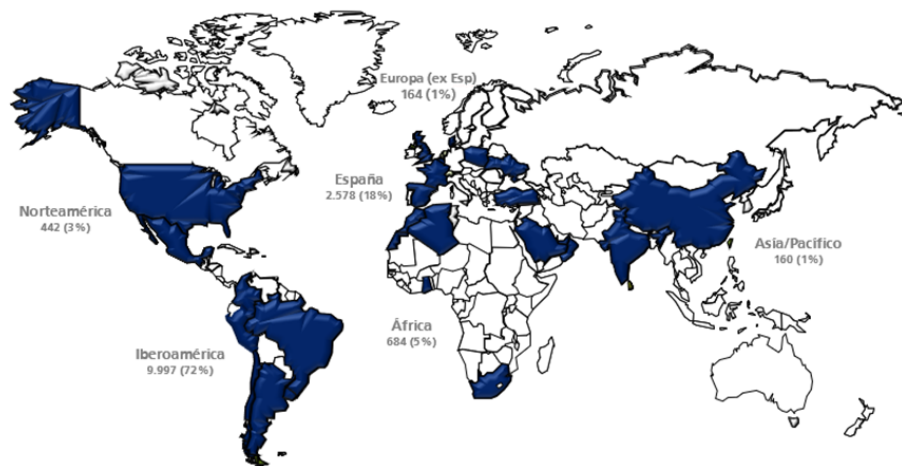 Europa (ex Esp)
164 (1%)
España
2.578 (18%)
Norteamérica
442 (3%)
Asia/Pacifico
160 (1%)
África
684 (5%)
Iberoamérica
9.997 (72%)